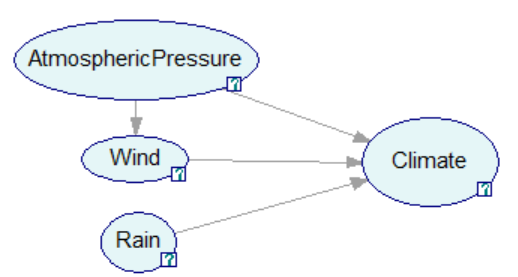 AtmosphericPressure
Wind
Climate
Rain
?
?
?
?